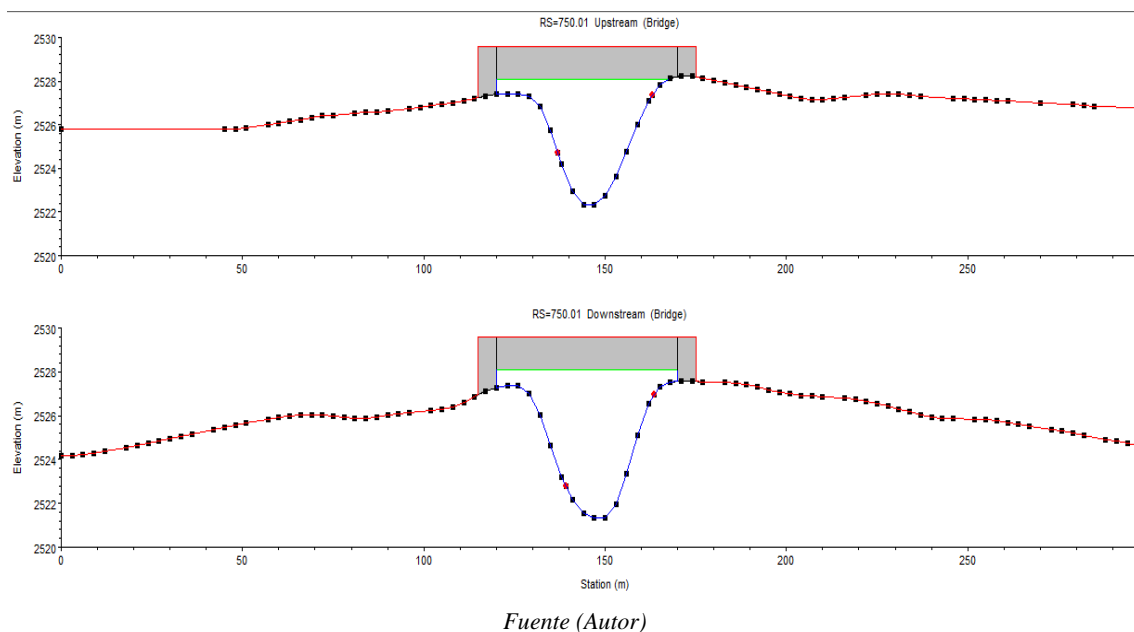 RS=750.01 Upstream (Bridge)
2530
2528
2526
2524
2522
2520
Elevation (m)
0 50 100 150 200 250
RS=750.01 Downstream (Bridge)
2530
2528
2526
2524
2522
2520
Elevation (m)
0 50 100 150 200 250
Station (m)
Fuente (Autor)